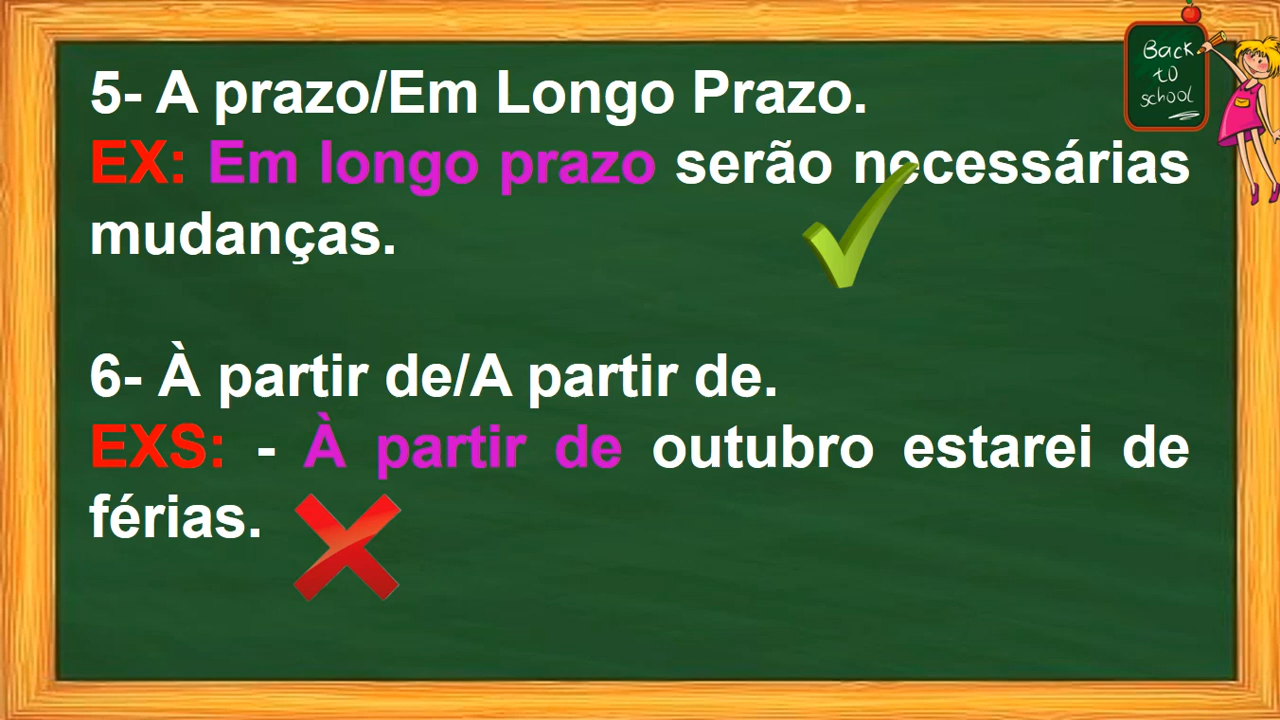 5- A prazo/Em Longo Prazo.
EX: Em longo prazo serão necessárias
mudanças.
6- À partir de/A partir de.
EXS: - À partir de outubro estarei de
férias.
Back
to
school